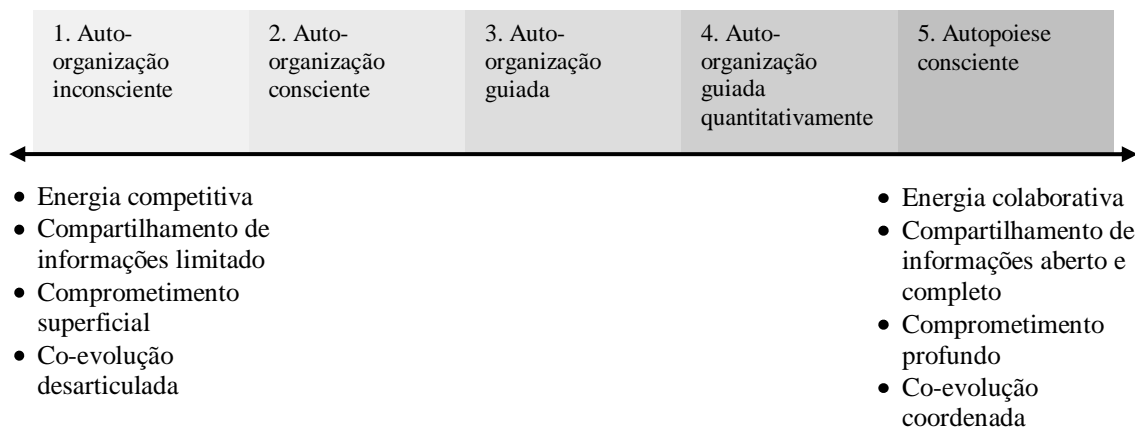 1. Auto-
organização
inconsciente
2. Auto-
organização
consciente
3. Auto-
organização
guiada
4. Auto-
organização
guiada
quantitativamente
5. Autopoiese
consciente
• Energia competitiva
• Compartilhamento de
informações limitado
• Comprometimento
superficial
• Co-evolução
desarticulada
• Energia colaborativa
• Compartilhamento de
informações aberto e
completo
• Comprometimento
profundo
• Co-evolução
coordenada